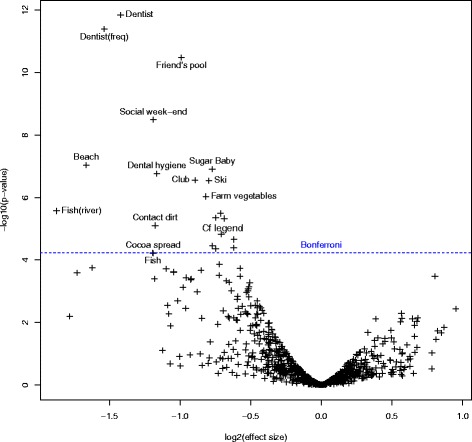 12
Dentist
Dentist(freq)
Friend's pool
10
Social week-end
8
Beach
Sugar Baby
Dental hygiene
Club
Ski
Farm vegetables
6
Fish(river)
Contact dirt
Cf legend
Cocoa spread
Bonferroni
Fish
4
2
0
-log10(p-value)
-1.5
-1.0
-0.5
0.0
0.5
1.0
log2(effect size)